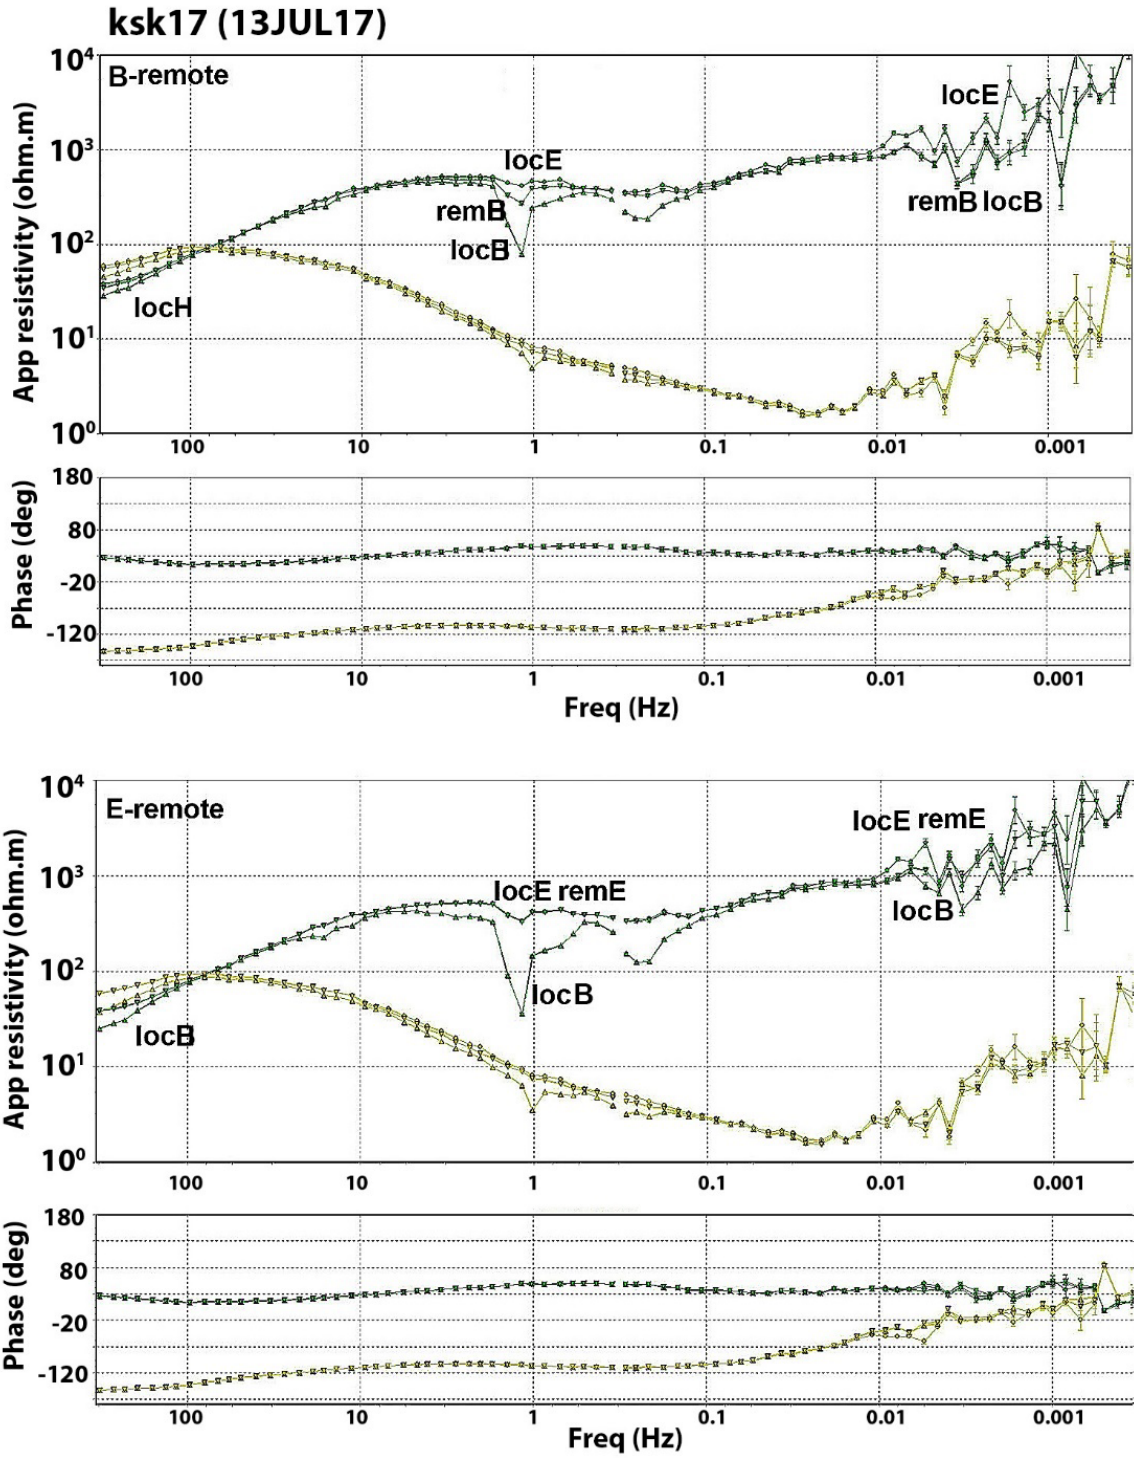 ksk17 (13JUL17)
B-remote
App resistivity (ohm.m)
10⁴
10³
10²
10¹
10⁰
locE
remB
locB
locH
locE
remB locB
100 10 1 0.1 0.01 0.001
Phase (deg)
180
80
-20
-120
100 10 1 0.1 0.01 0.001
Freq (Hz)
E-remote
App resistivity (ohm.m)
10⁴
10³
10²
10¹
10⁰
locE remE
locE remE
locB
locB
locB
100 10 1 0.1 0.01 0.001
Phase (deg)
180
80
-20
-120
100 10 1 0.1 0.01 0.001
Freq (Hz)